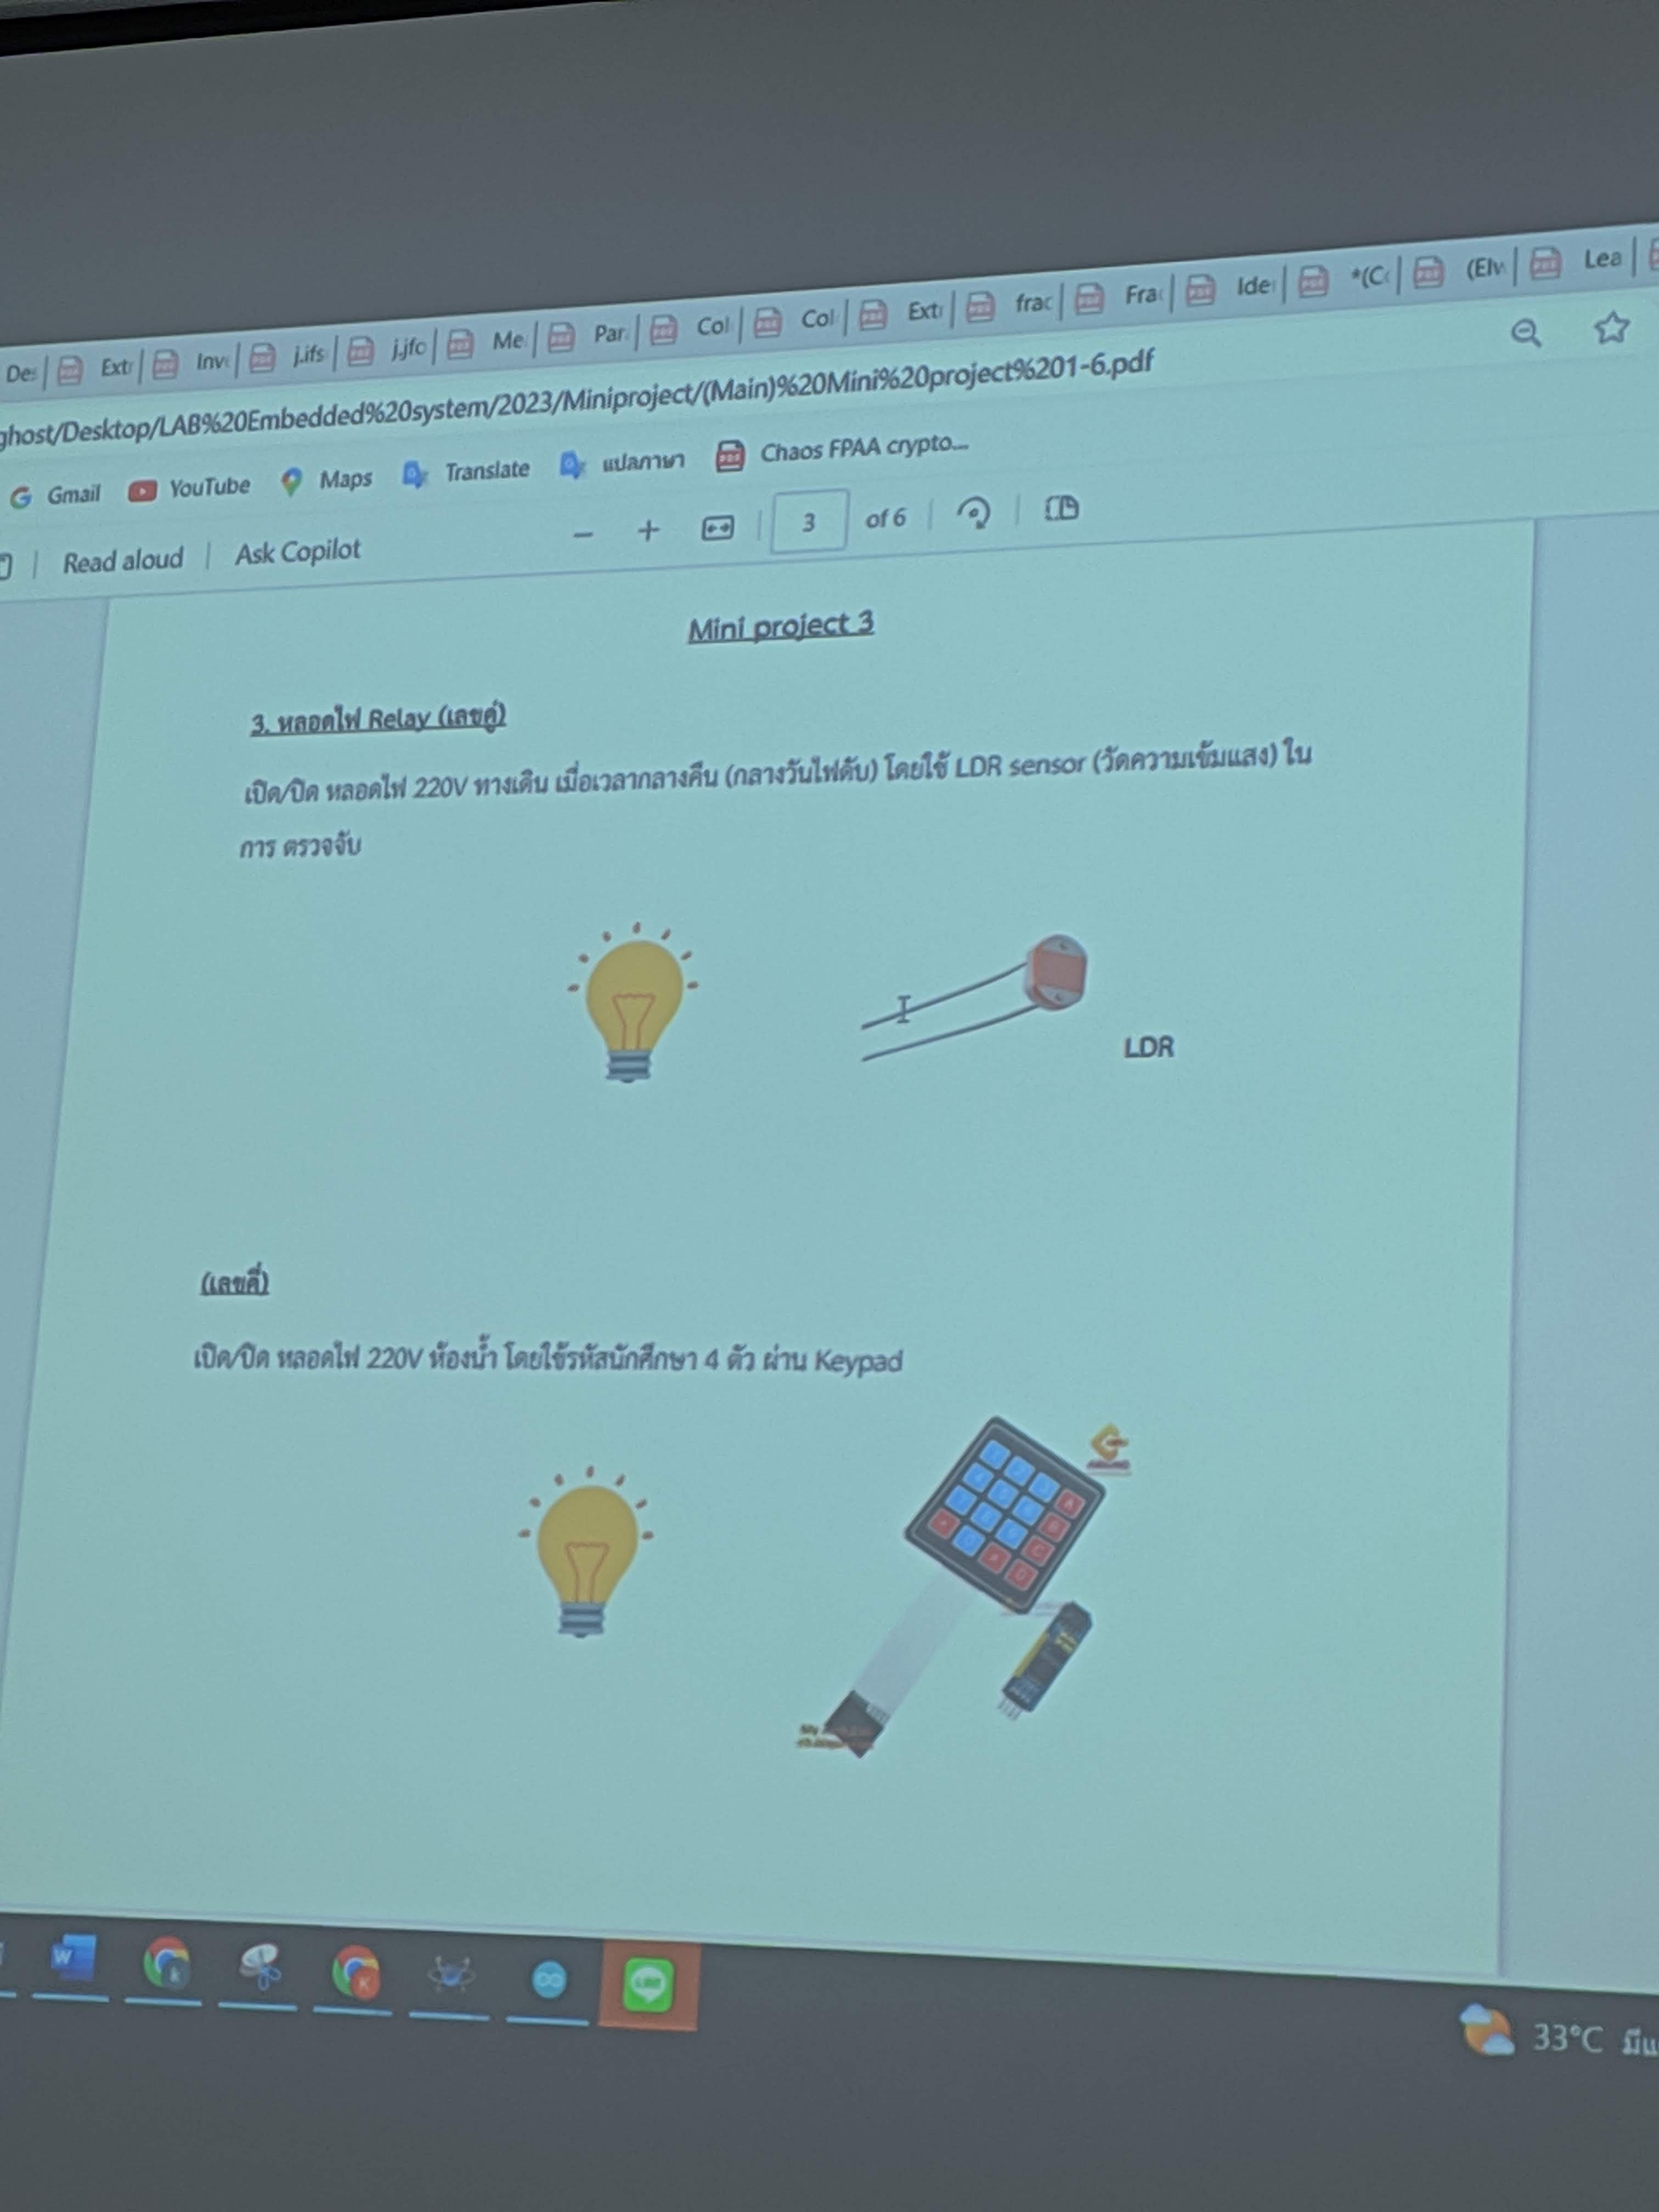 Des Extr Inv j.ifs j.jfo Me Par Col Col Extr frac Frac Ide *(C (Elv Lea
ghost/Desktop/LAB%20Embedded%20system/2023/Miniproject/(Main)%20Mini%20project%201-6.pdf
Gmail YouTube Maps Translate แปลภาษา Chaos FPAA crypto...
Read aloud Ask Copilot − + 3 of 6
Mini project 3
3. หลอดไฟ Relay (เลขคู่)
เปิด/ปิด หลอดไฟ 220V ทางเดิน เมื่อเวลากลางคืน (กลางวันไฟดับ) โดยใช้ LDR sensor (วัดความเข้มแสง) ใน
การ ตรวจจับ
LDR
(เลขคี่)
เปิด/ปิด หลอดไฟ 220V ห้องน้ำ โดยใช้รหัสนักศึกษา 4 ตัว ผ่าน Keypad
33°C มีแ